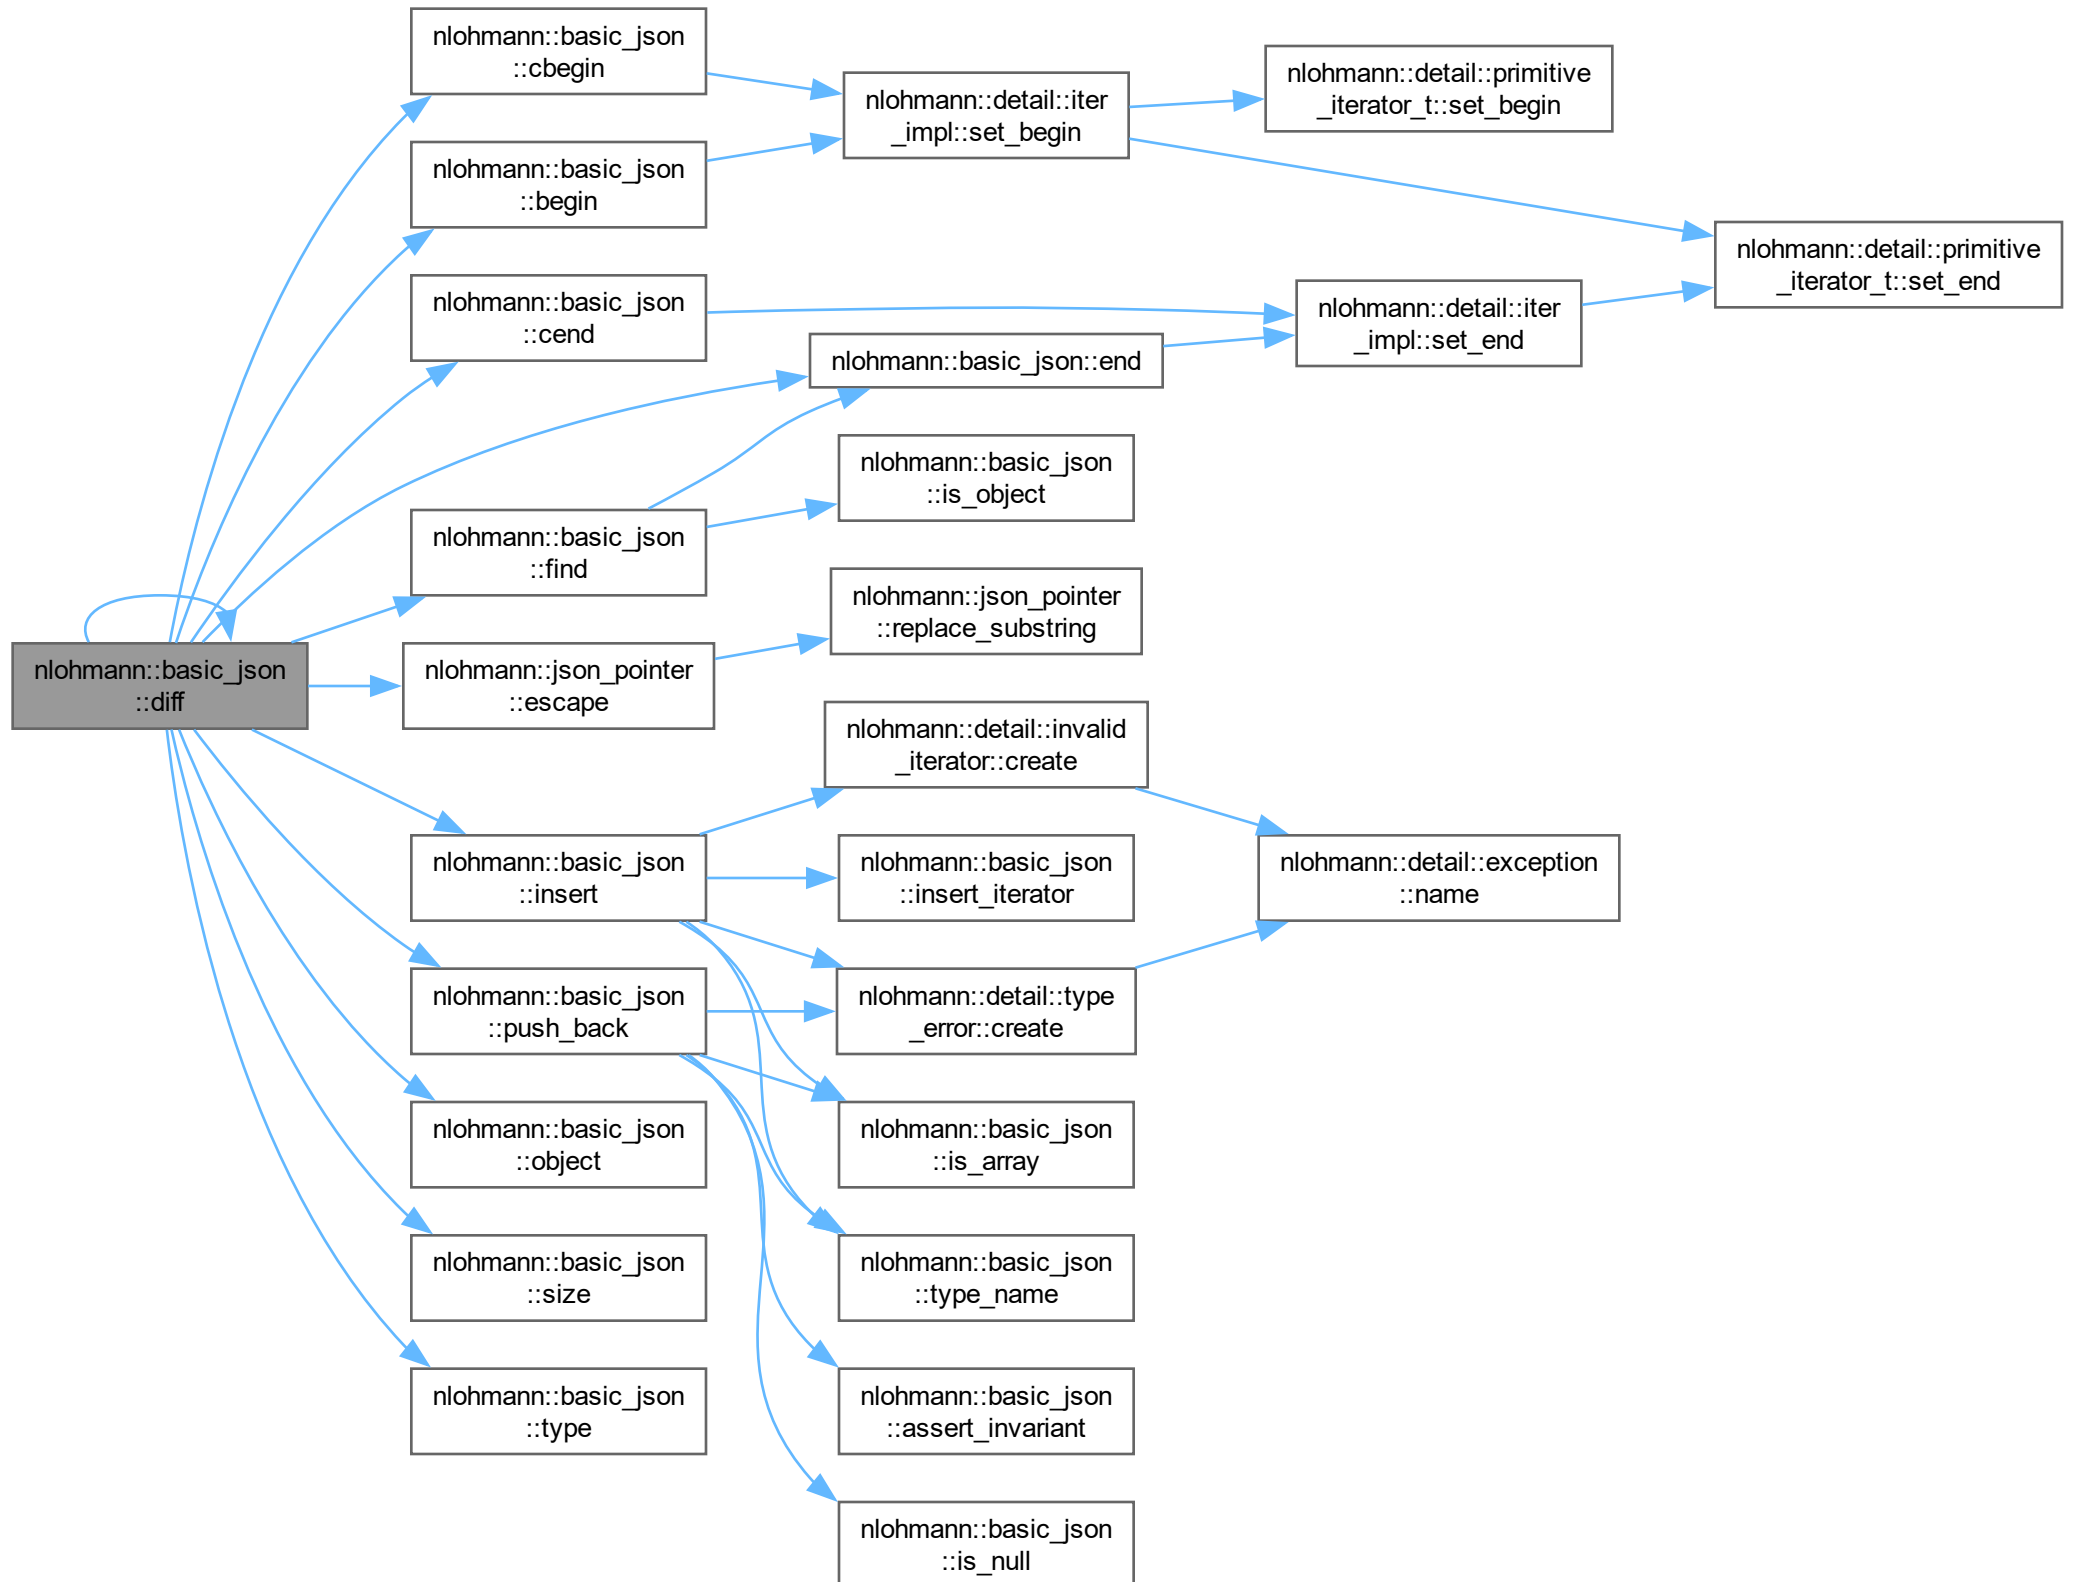 nlohmann::basic_json
::diff
nlohmann::basic_json
::cbegin
nlohmann::basic_json
::begin
nlohmann::basic_json
::cend
nlohmann::basic_json
::find
nlohmann::json_pointer
::escape
nlohmann::basic_json
::insert
nlohmann::basic_json
::push_back
nlohmann::basic_json
::object
nlohmann::basic_json
::size
nlohmann::basic_json
::type
nlohmann::detail::iter
_impl::set_begin
nlohmann::basic_json::end
nlohmann::basic_json
::is_object
nlohmann::json_pointer
::replace_substring
nlohmann::detail::invalid
_iterator::create
nlohmann::basic_json
::insert_iterator
nlohmann::detail::type
_error::create
nlohmann::basic_json
::is_array
nlohmann::basic_json
::type_name
nlohmann::basic_json
::assert_invariant
nlohmann::basic_json
::is_null
nlohmann::detail::primitive
_iterator_t::set_begin
nlohmann::detail::iter
_impl::set_end
nlohmann::detail::exception
::name
nlohmann::detail::primitive
_iterator_t::set_end